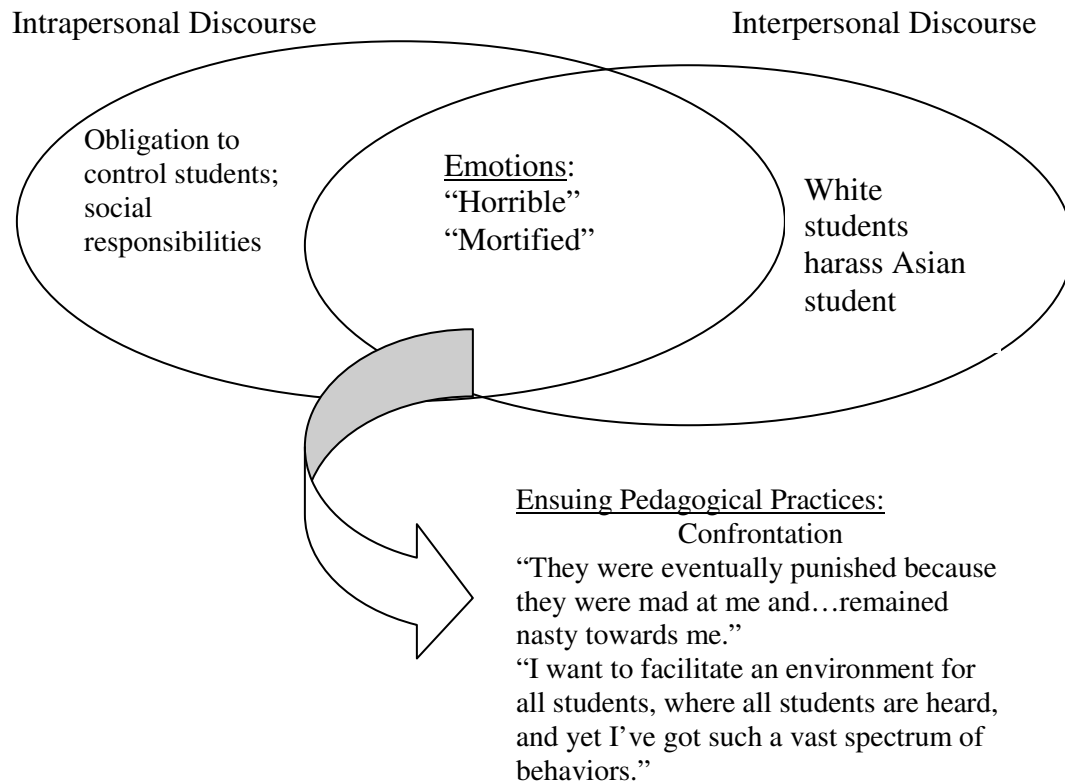 Intrapersonal Discourse
Interpersonal Discourse
Obligation to
control students;
social
responsibilities
Emotions:
“Horrible”
“Mortified”
White
students
harass Asian
student
Ensuing Pedagogical Practices:
Confrontation
“They were eventually punished because
they were mad at me and…remained
nasty towards me.”
“I want to facilitate an environment for
all students, where all students are heard,
and yet I’ve got such a vast spectrum of
behaviors.”